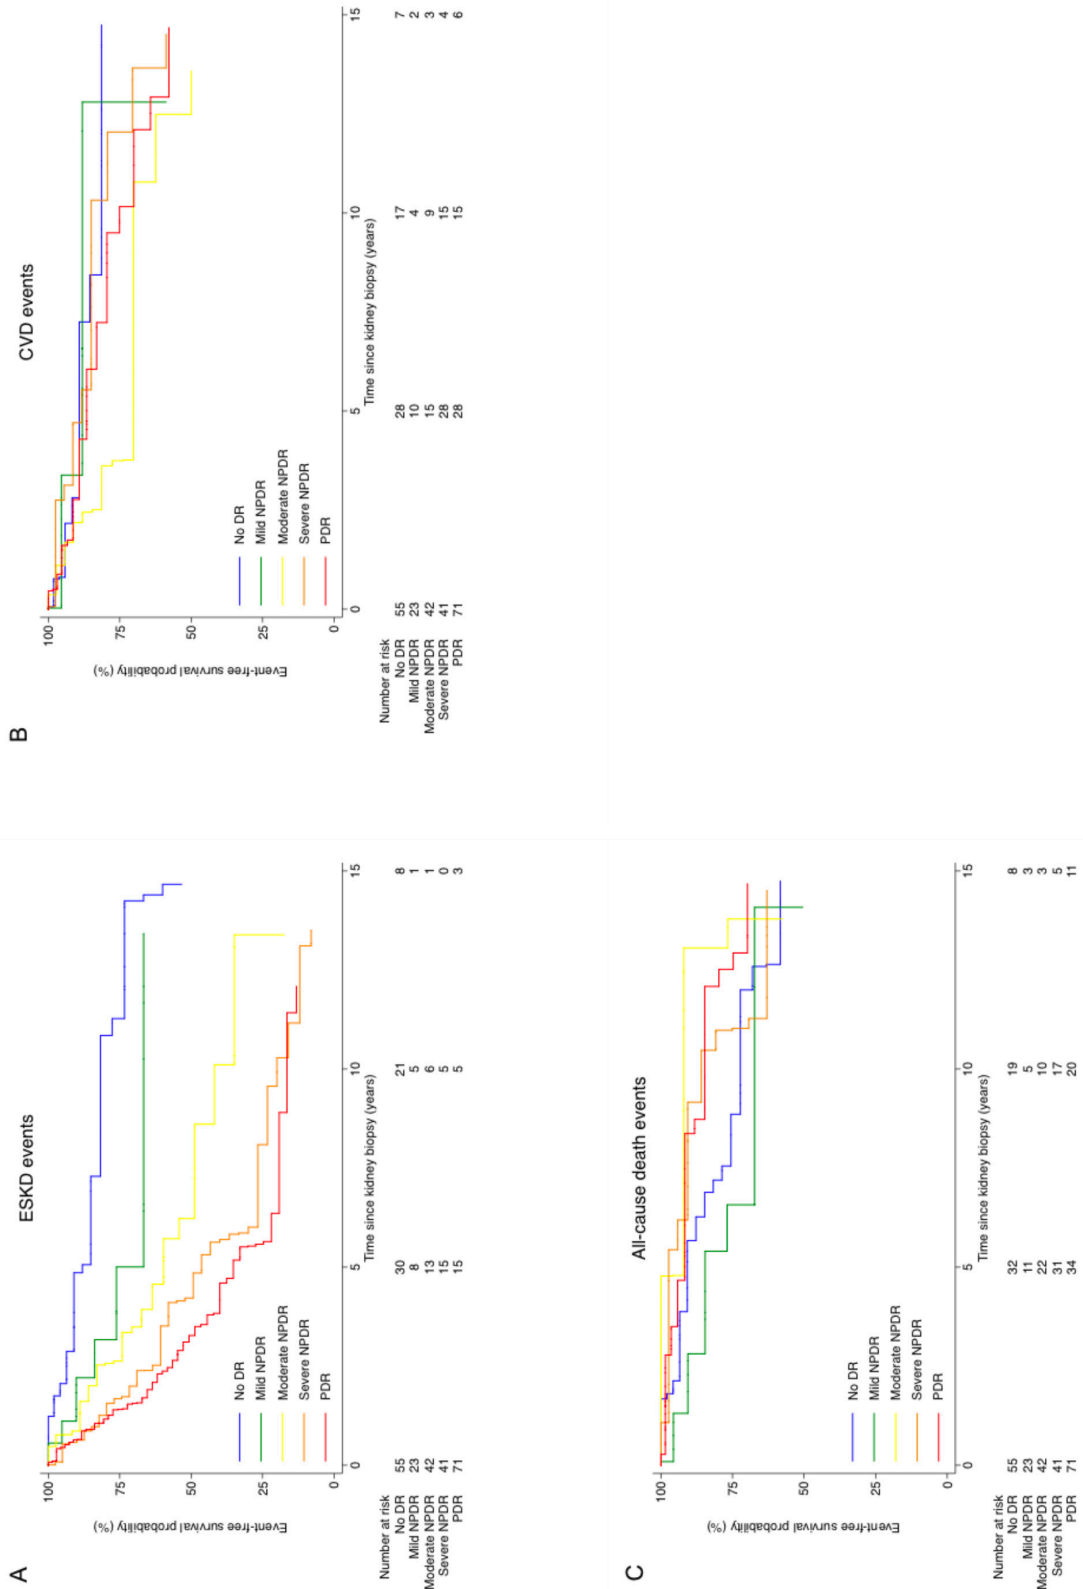 A
ESKD events
Event-free survival probability (%)
100
75
50
25
0
No DR
Mild NPDR
Moderate NPDR
Severe NPDR
PDR
0 5 10 15
Time since kidney biopsy (years)
Number at risk
No DR 55 30 21 8
Mild NPDR 23 8 5 1
Moderate NPDR 42 13 6 1
Severe NPDR 41 15 5 0
PDR 71 15 5 3
B
CVD events
Event-free survival probability (%)
100
75
50
25
0
No DR
Mild NPDR
Moderate NPDR
Severe NPDR
PDR
0 5 10 15
Time since kidney biopsy (years)
Number at risk
No DR 55 28 17 7
Mild NPDR 23 10 4 2
Moderate NPDR 42 15 9 3
Severe NPDR 41 28 15 4
PDR 71 28 15 6
C
All-cause death events
Event-free survival probability (%)
100
75
50
25
0
No DR
Mild NPDR
Moderate NPDR
Severe NPDR
PDR
0 5 10 15
Time since kidney biopsy (years)
Number at risk
No DR 55 32 19 8
Mild NPDR 23 11 5 3
Moderate NPDR 42 22 10 3
Severe NPDR 41 31 17 5
PDR 71 34 20 11